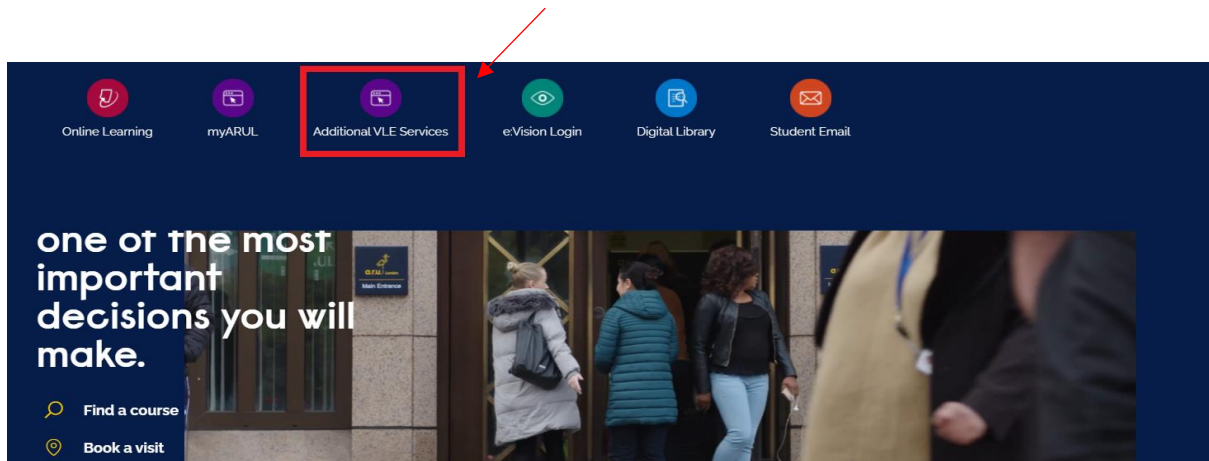 Online Learning
myARUL
Additional VLE Services
e:Vision Login
Digital Library
Student Email
one of the most
important
decisions you will
make.
a.r.u. London
Main Entrance
Find a course
Book a visit